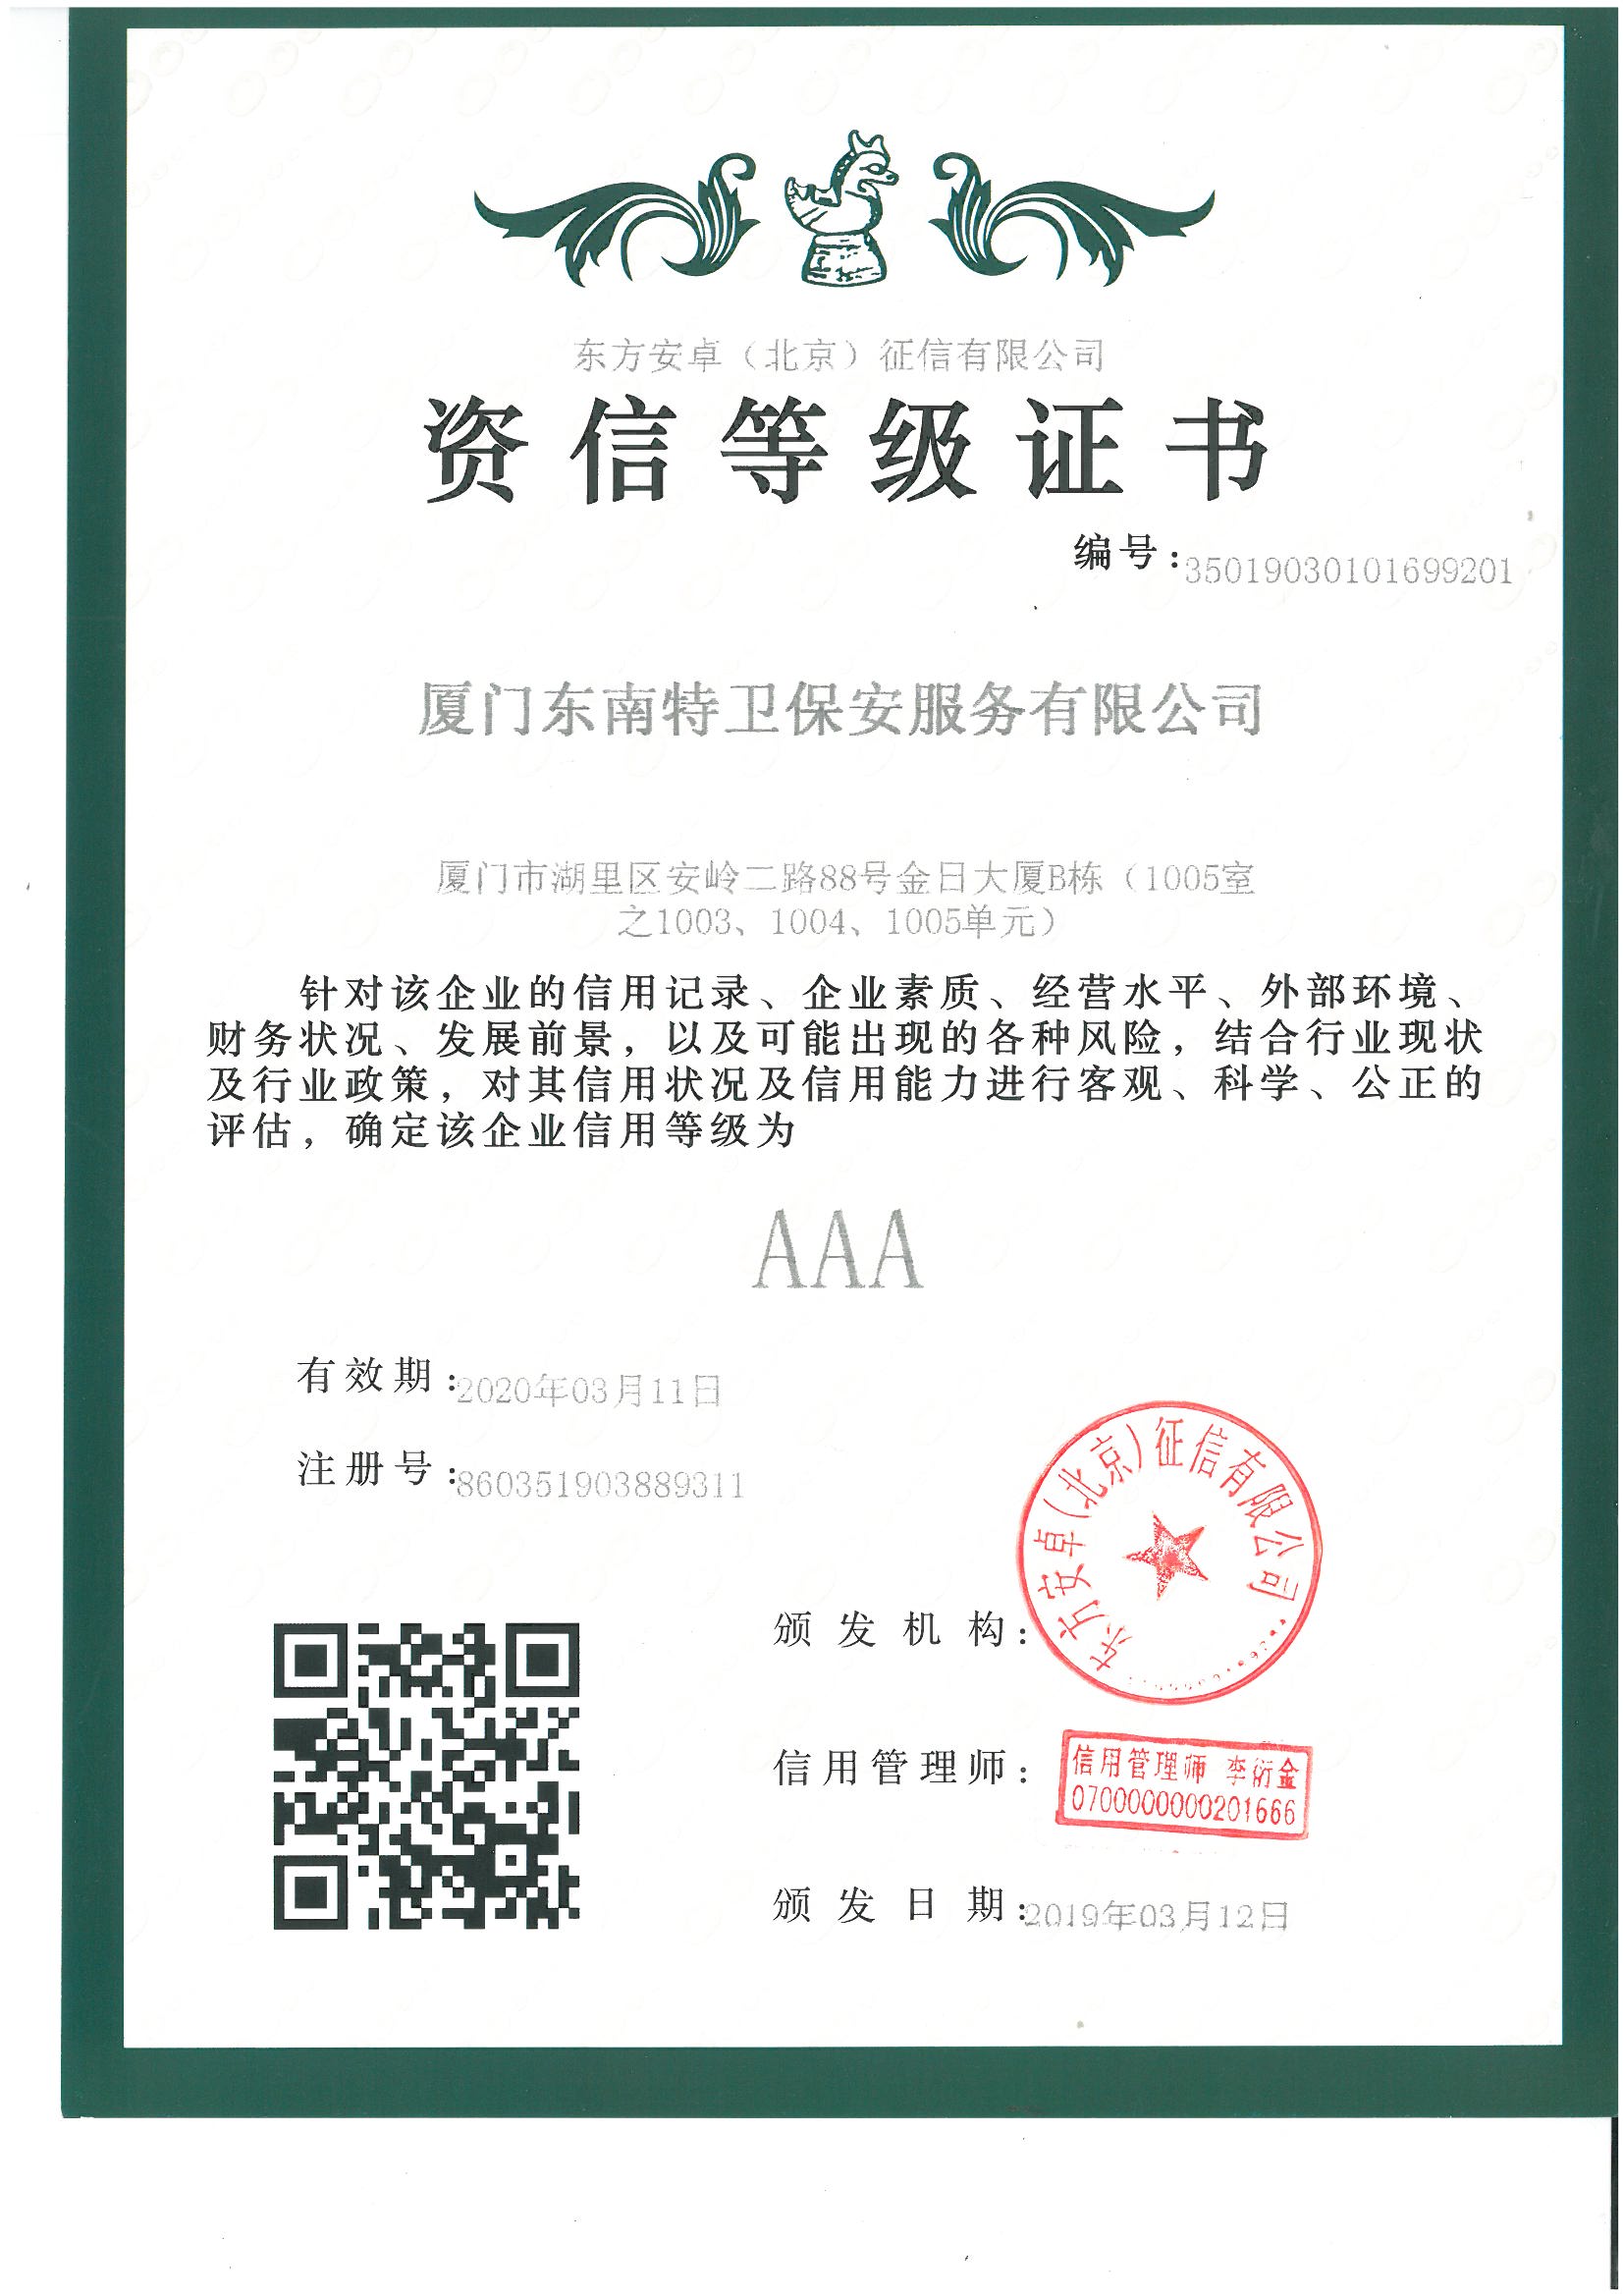 东方安卓（北京）征信有限公司
资信等级证书
编号：35019030101699201
厦门东南特卫保安服务有限公司
厦门市湖里区安岭二路88号金日大厦B栋（1005室
之1003、1004、1005单元）
针对该企业的信用记录、企业素质、经营水平、外部环境、
财务状况、发展前景，以及可能出现的各种风险，结合行业现状
及行业政策，对其信用状况及信用能力进行客观、科学、公正的
评估，确定该企业信用等级为
AAA
有效期：2020年03月11日
注册号：860351903889311
颁发机构：
东方安卓（北京）征信有限公司
信用管理师：
信用管理师 李衍金
0700000000201666
颁发日期：2019年03月12日